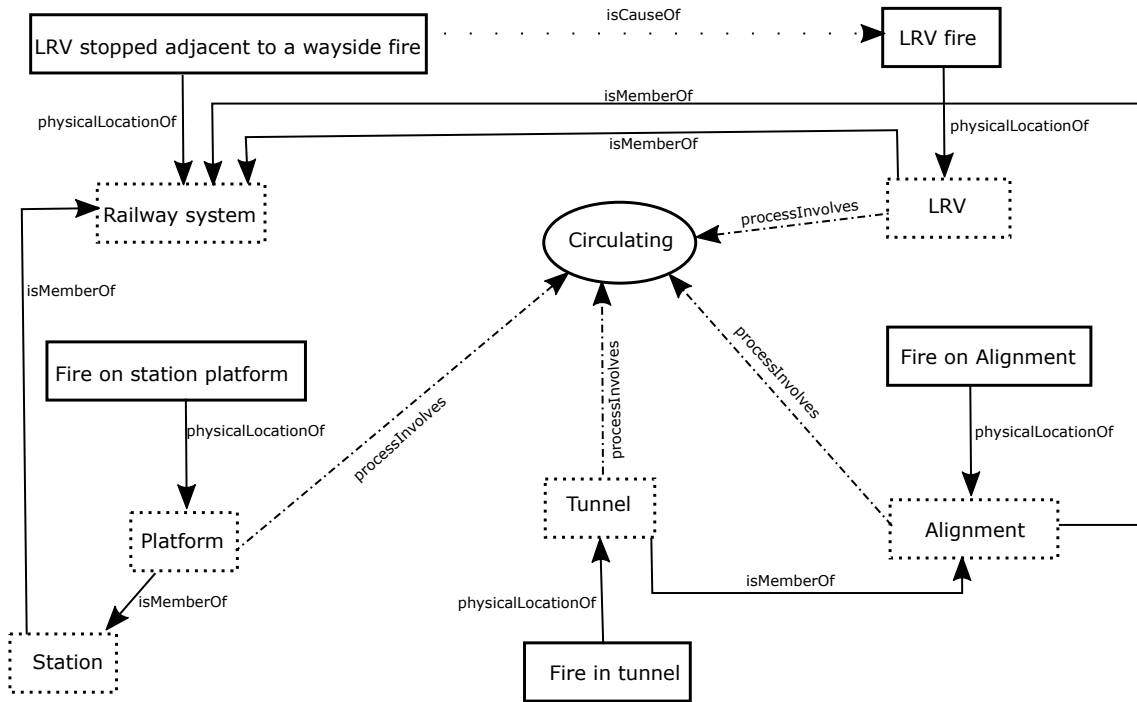 isCauseOf
LRV stopped adjacent to a wayside fire
LRV fire
isMemberOf
physicalLocationOf
physicalLocationOf
isMemberOf
Railway system
LRV
processInvolves
Circulating
isMemberOf
Fire on station platform
Fire on Alignment
processInvolves
processInvolves
processInvolves
physicalLocationOf
physicalLocationOf
Tunnel
Platform
Alignment
isMemberOf
isMemberOf
physicalLocationOf
Station
Fire in tunnel